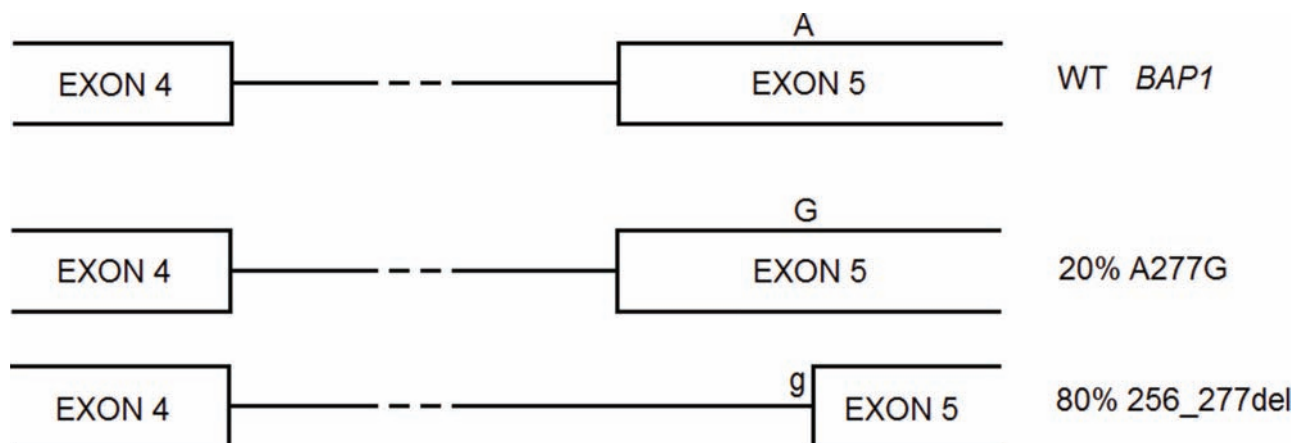 A
EXON 4 EXON 5 WT BAP1
G
EXON 4 EXON 5 20% A277G
g
EXON 4 EXON 5 80% 256_277del